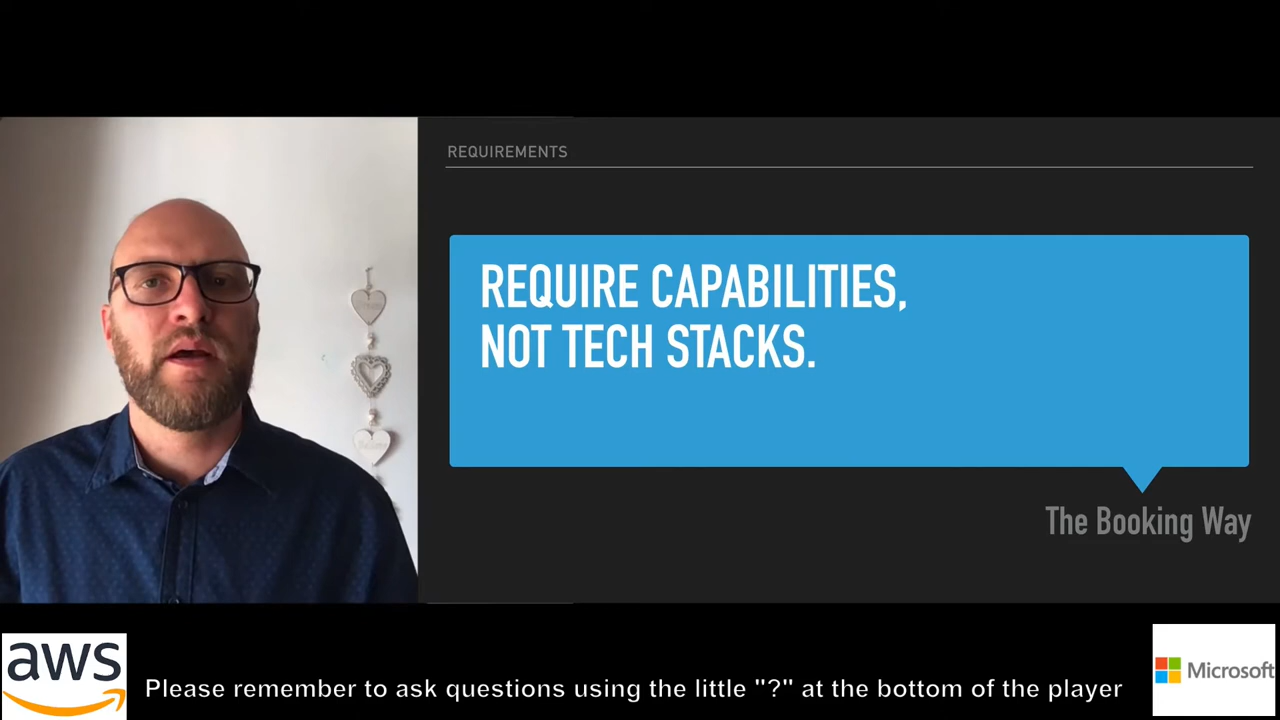 REQUIREMENTS
REQUIRE CAPABILITIES,
NOT TECH STACKS.
The Booking Way
aws
Please remember to ask questions using the little "?" at the bottom of the player
Microsoft